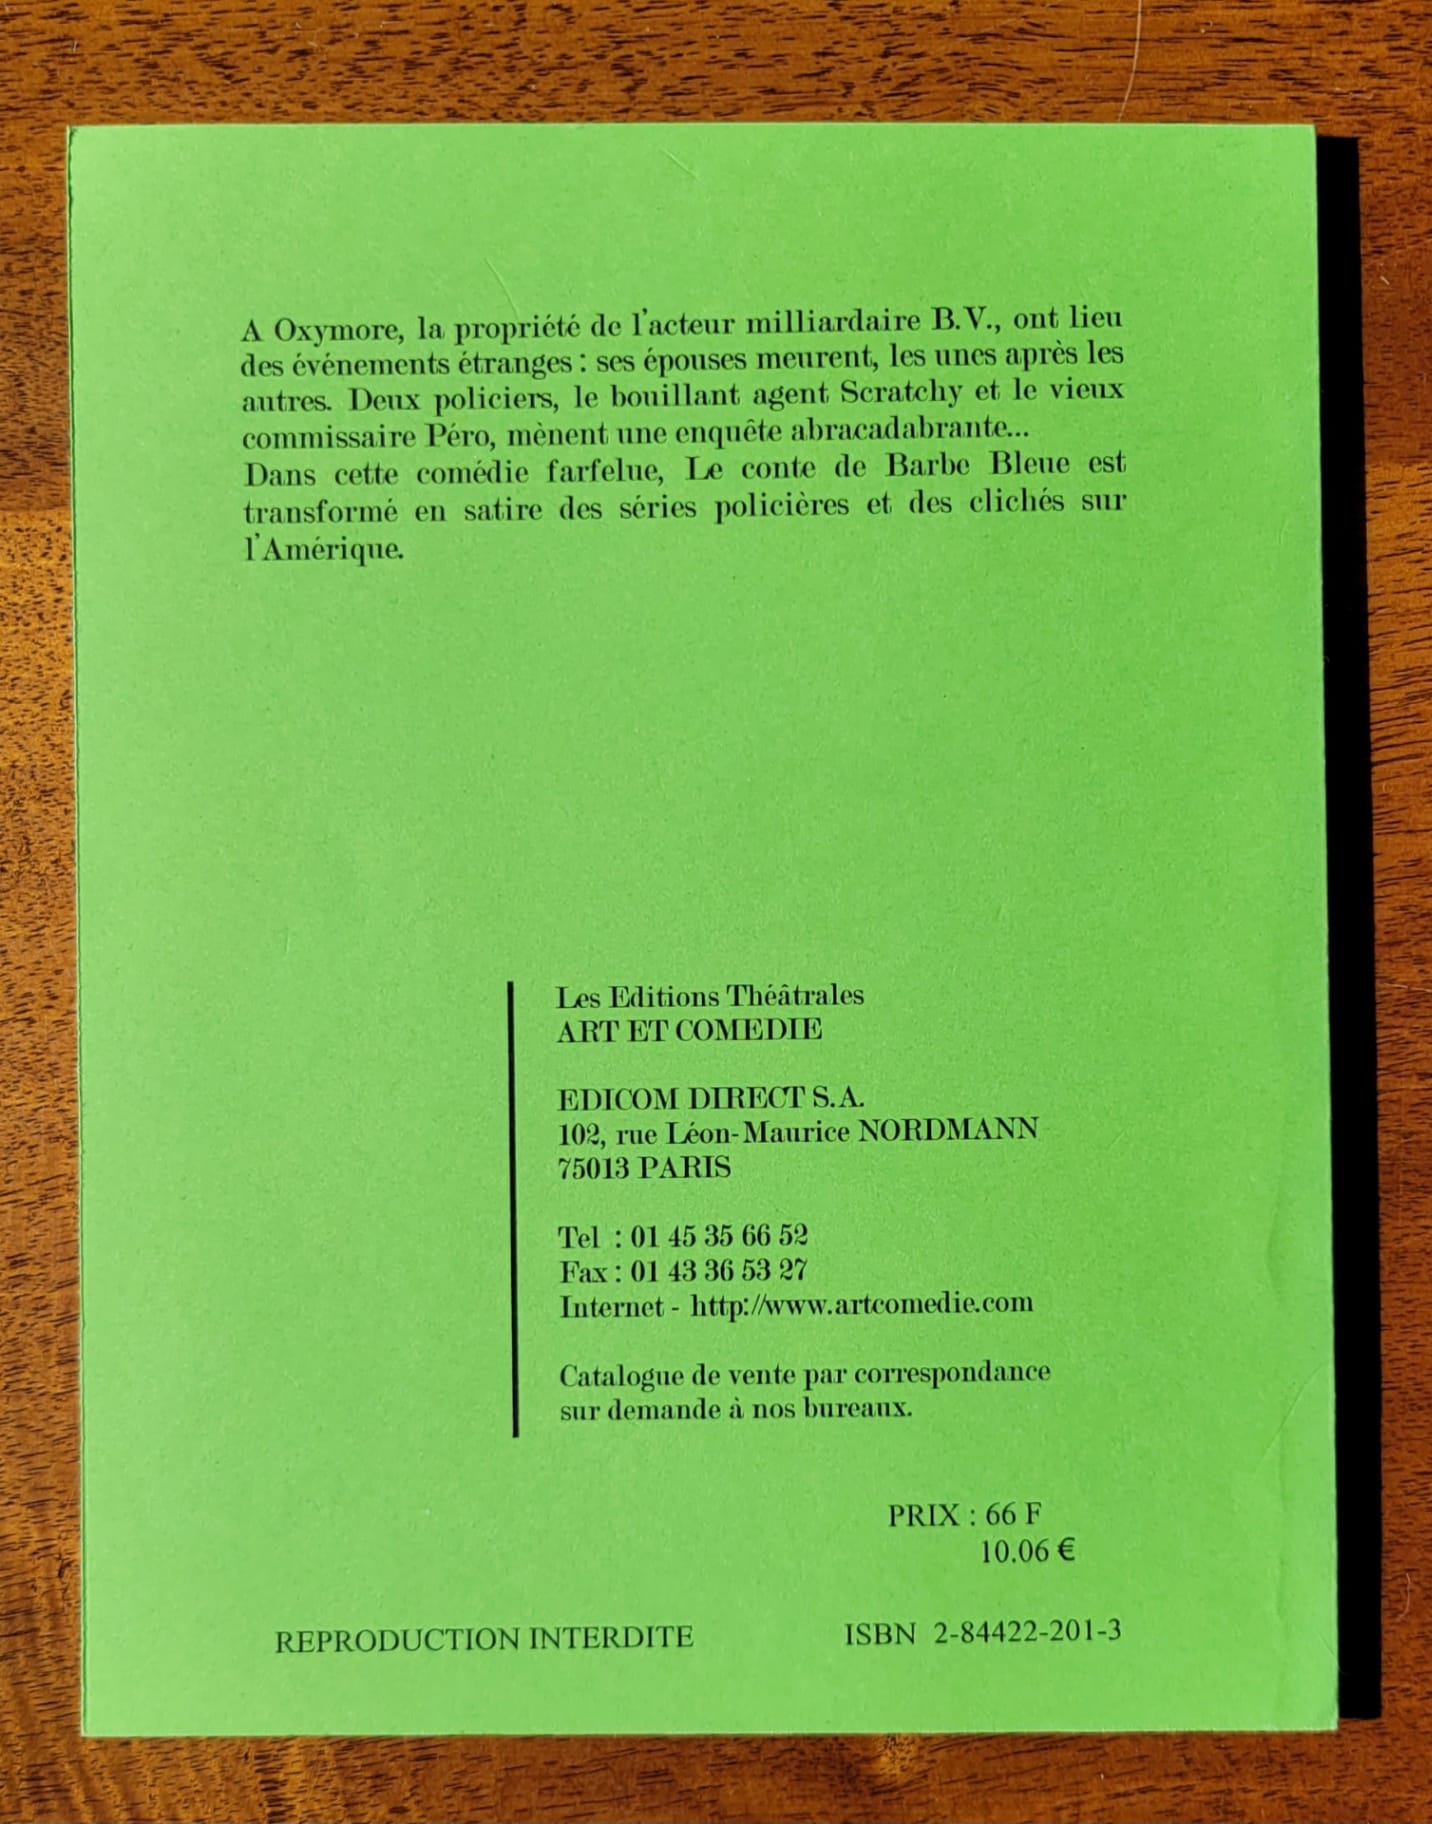 A Oxymore, la propriété de l'acteur milliardaire B.V., ont lieu
des événements étranges : ses épouses meurent, les unes après les
autres. Deux policiers, le bouillant agent Scratchy et le vieux
commissaire Péro, mènent une enquête abracadabrante...
Dans cette comédie farfelue, Le conte de Barbe Bleue est
transformé en satire des séries policières et des clichés sur
l'Amérique.
Les Editions Théâtrales
ART ET COMEDIE
EDICOM DIRECT S.A.
102, rue Léon-Maurice NORDMANN
75013 PARIS
Tel : 01 45 35 66 52
Fax : 01 43 36 53 27
Internet - http://www.artcomedie.com
Catalogue de vente par correspondance
sur demande à nos bureaux.
PRIX : 66 F
10.06 €
REPRODUCTION INTERDITE
ISBN 2-84422-201-3